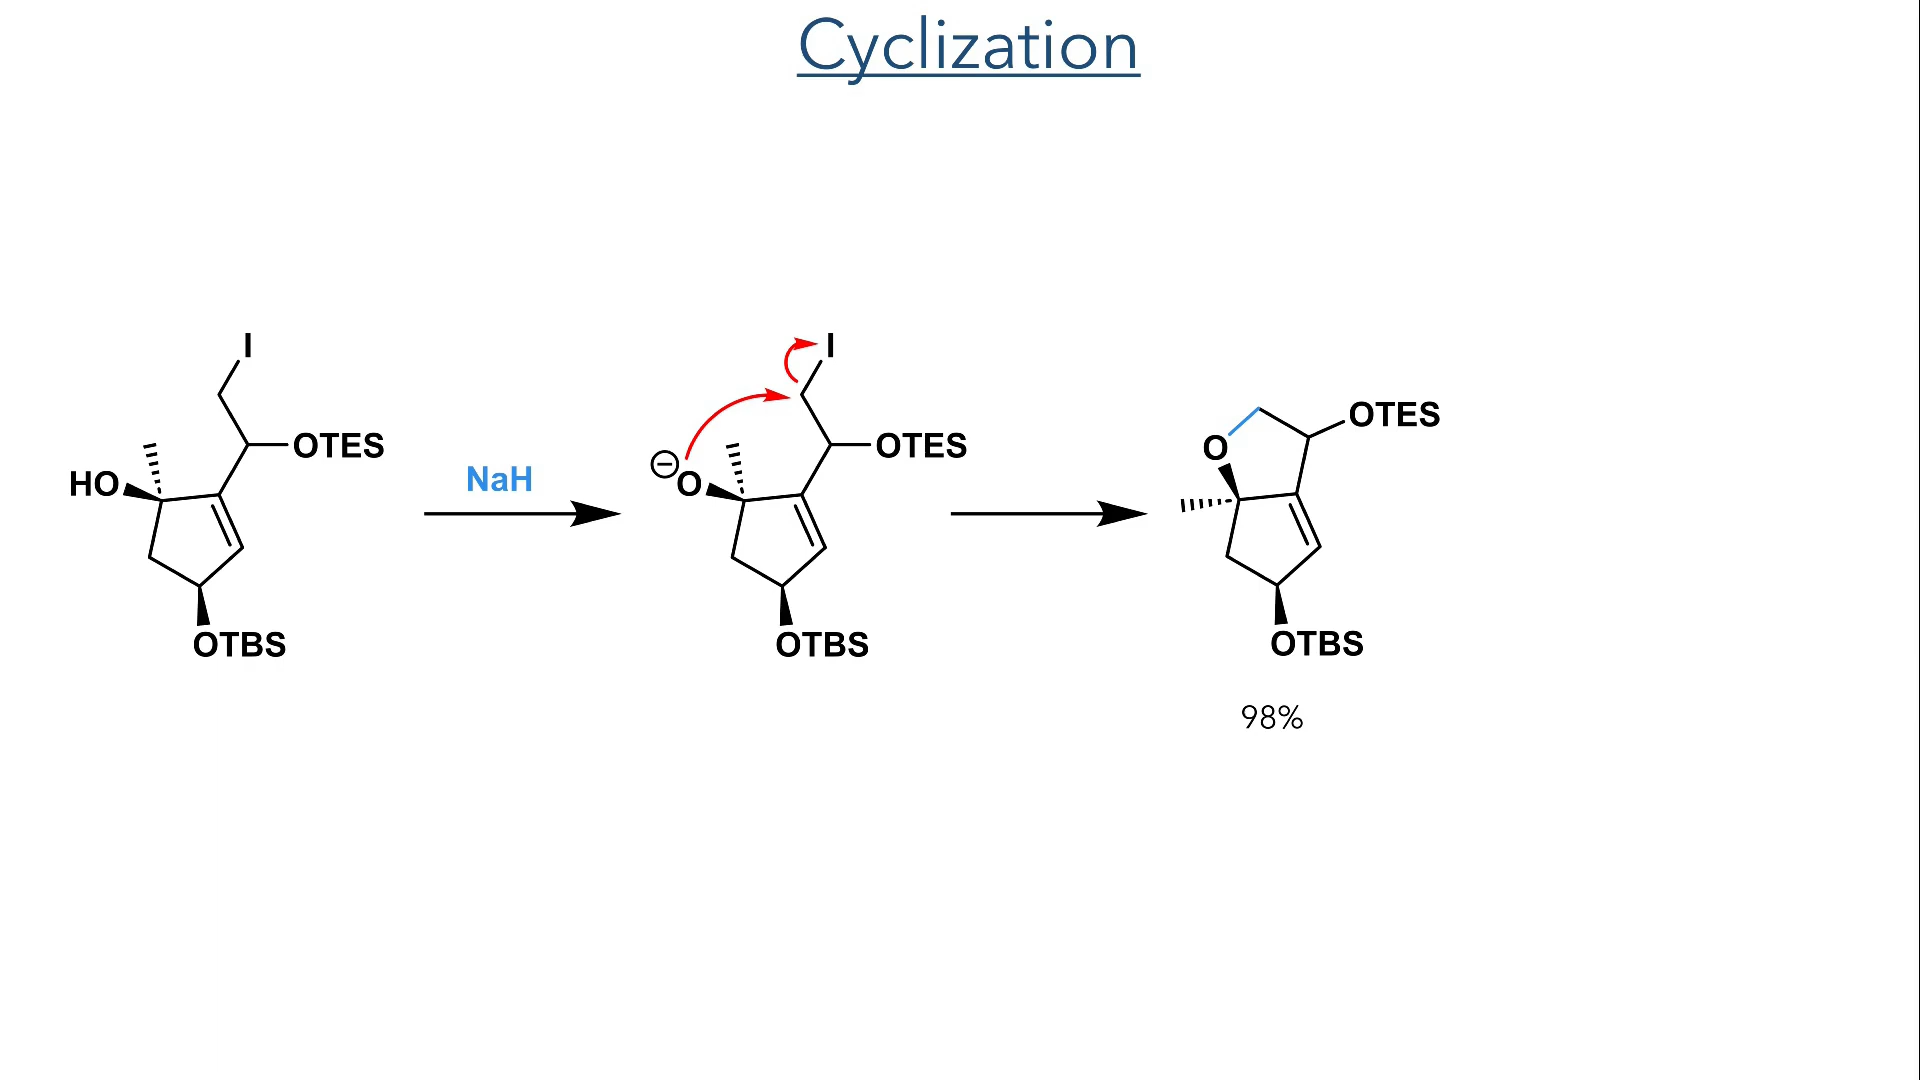 Cyclization
I
OTES
HO
OTBS
NaH
I
OTES
⊖
O
OTBS
OTES
O
OTBS
98%